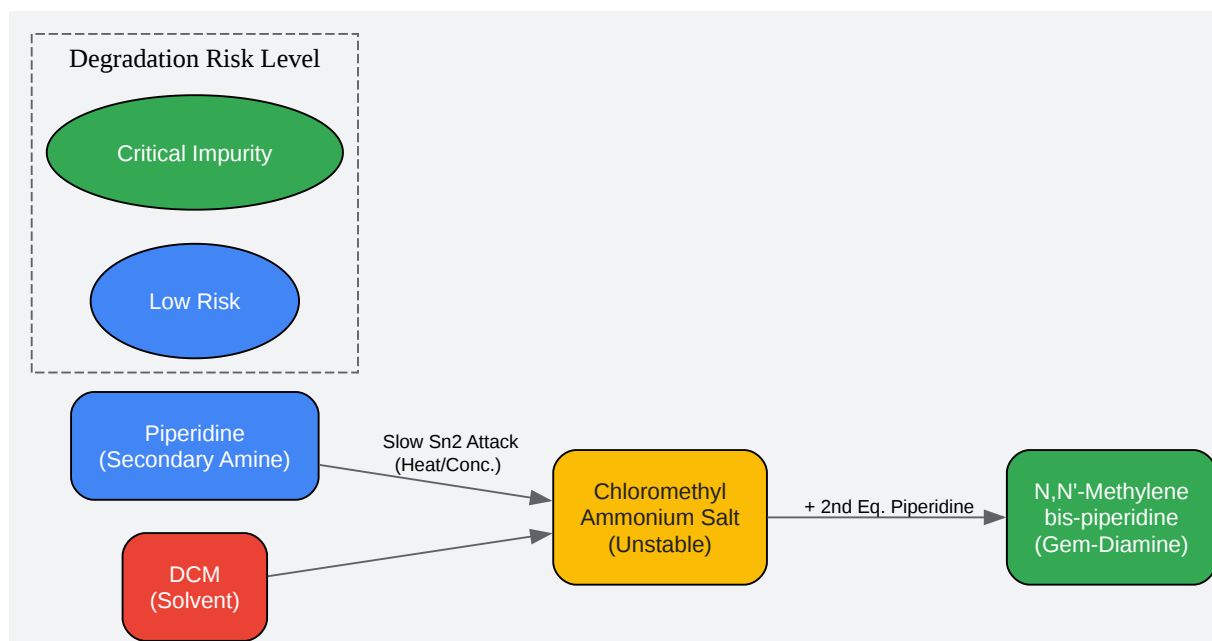 Degradation Risk Level
Critical Impurity
Low Risk
Piperidine
(Secondary Amine)
Slow Sn2 Attack
(Heat/Conc.)
DCM
(Solvent)
Chloromethyl
Ammonium Salt
(Unstable)
+ 2nd Eq. Piperidine
N,N'-Methylene
bis-piperidine
(Gem-Diamine)